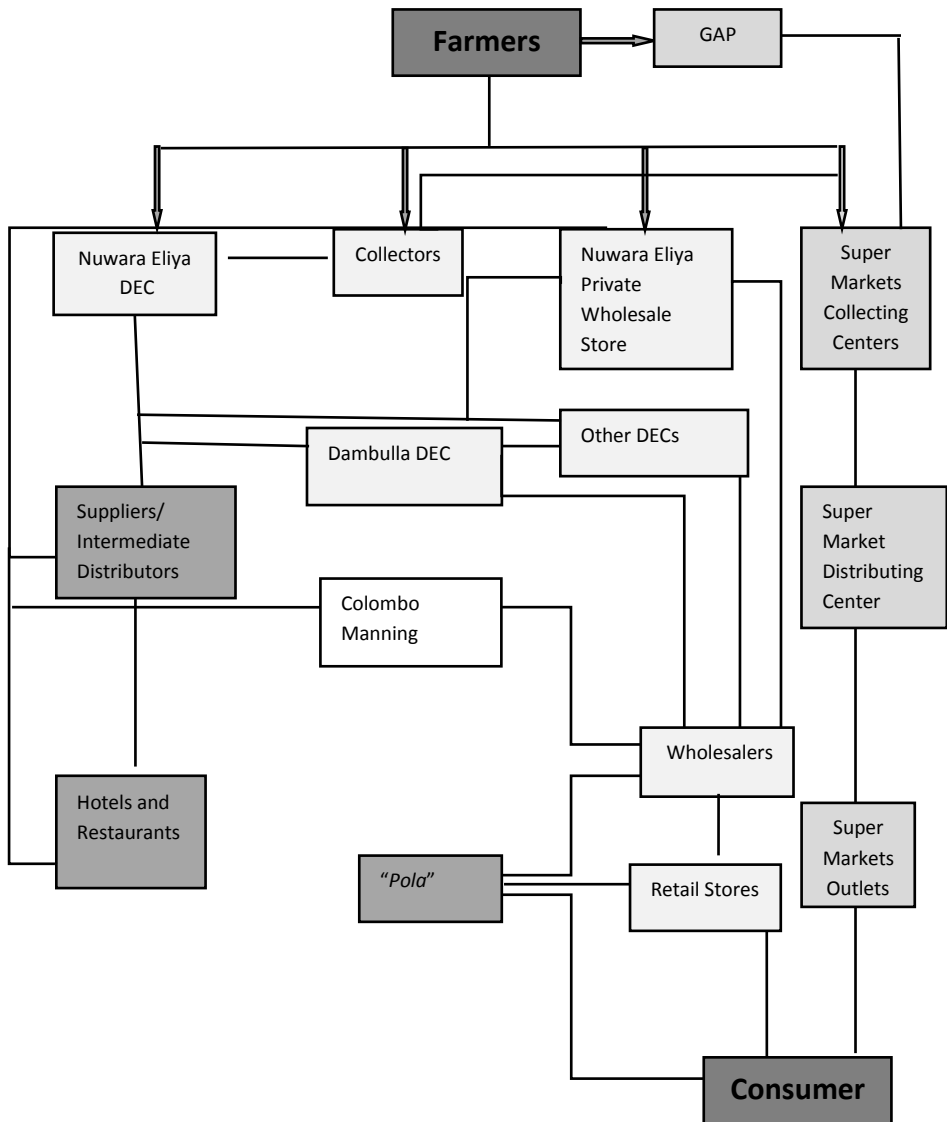 Farmers
GAP
Nuwara Eliya
DEC
Collectors
Nuwara Eliya
Private
Wholesale
Store
Super
Markets
Collecting
Centers
Dambulla DEC
Other DECs
Suppliers/
Intermediate
Distributors
Super
Market
Distributing
Center
Colombo
Manning
Wholesalers
Hotels and
Restaurants
Super
Markets
Outlets
“Pola”
Retail Stores
Consumer